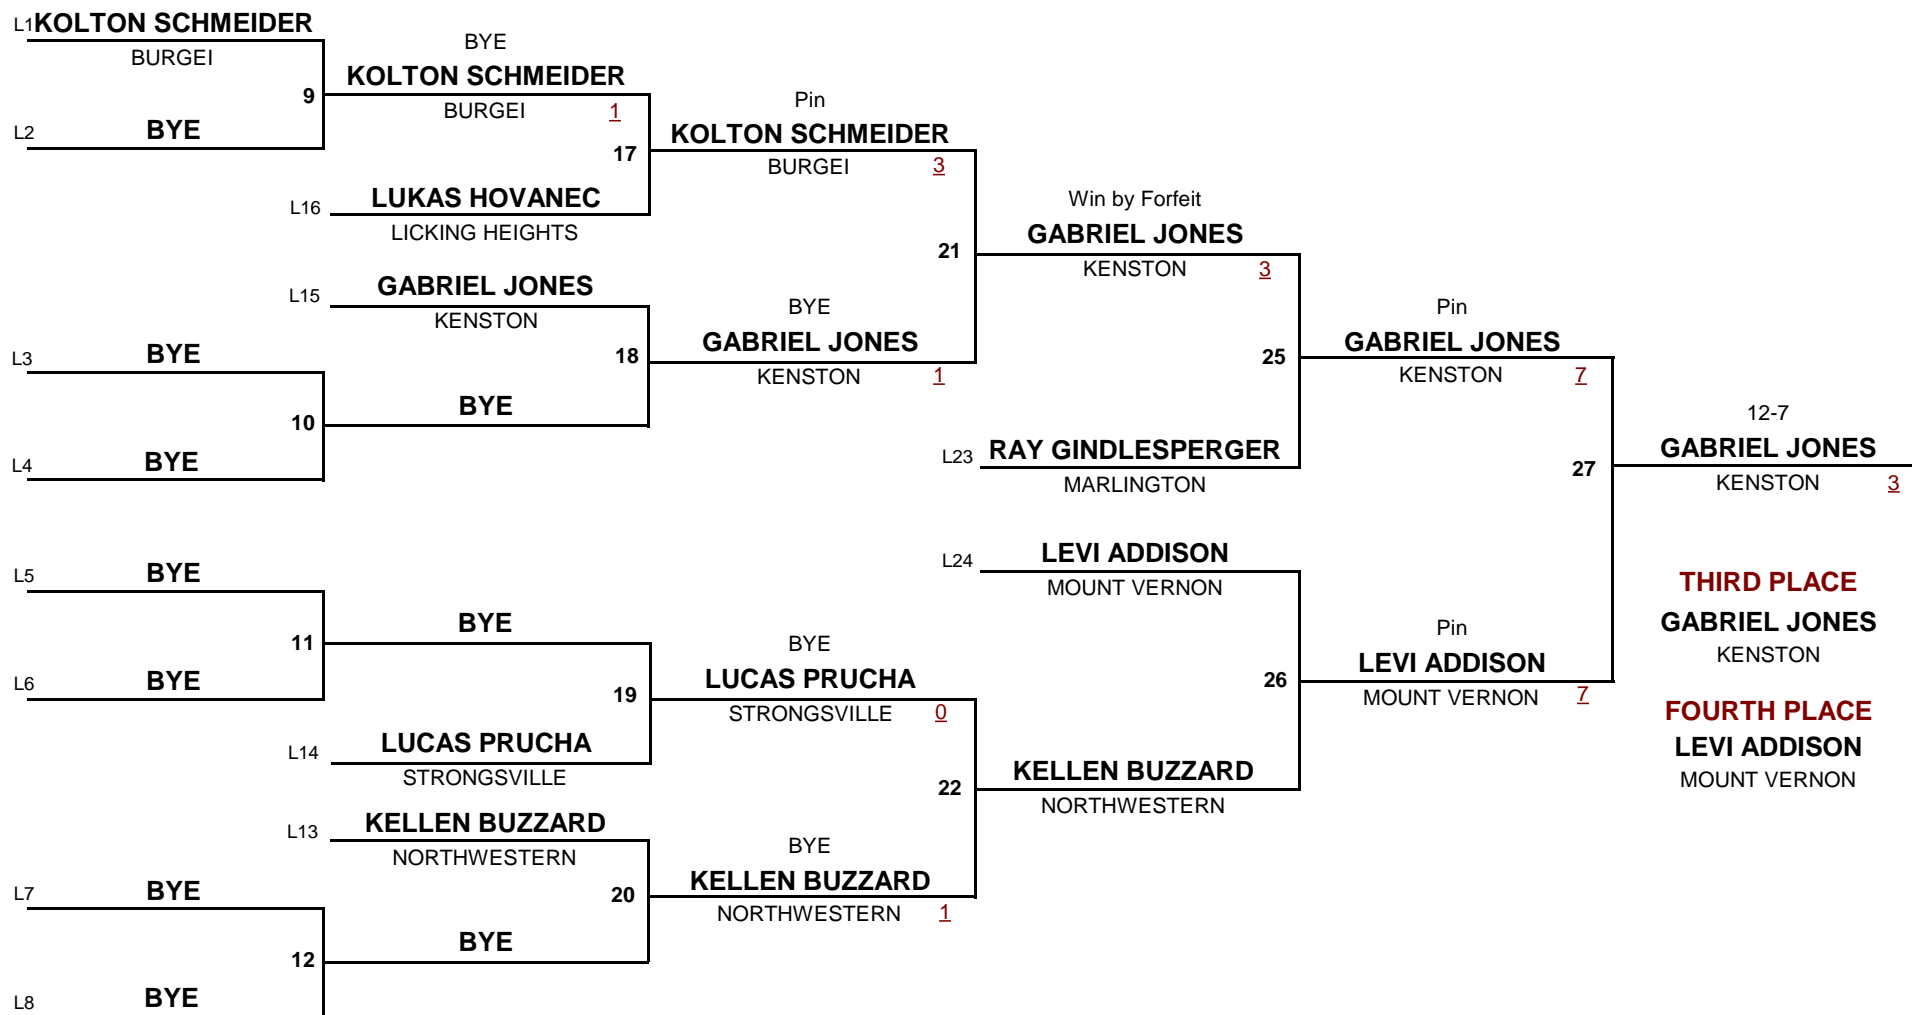 L1 KOLTON SCHMEIDER
BURGEI
9
L2 BYE
BYE
KOLTON SCHMEIDER
BURGEI 1
17
L16 LUKAS HOVANEC
LICKING HEIGHTS
Pin
KOLTON SCHMEIDER
BURGEI 3
21
L15 GABRIEL JONES
KENSTON
18
L3 BYE
10
BYE
L4 BYE
BYE
GABRIEL JONES
KENSTON 1
Win by Forfeit
GABRIEL JONES
KENSTON 3
25
L23 RAY GINDLESPERGER
MARLINGTON
Pin
GABRIEL JONES
KENSTON 7
27
12-7
GABRIEL JONES
KENSTON 3
L5 BYE
11
BYE
L6 BYE
19
L14 LUCAS PRUCHA
STRONGSVILLE
BYE
LUCAS PRUCHA
STRONGSVILLE 0
22
L13 KELLEN BUZZARD
NORTHWESTERN
20
L7 BYE
12
BYE
L8 BYE
BYE
KELLEN BUZZARD
NORTHWESTERN 1
L24 LEVI ADDISON
MOUNT VERNON
26
KELLEN BUZZARD
NORTHWESTERN
Pin
LEVI ADDISON
MOUNT VERNON 7
THIRD PLACE
GABRIEL JONES
KENSTON
FOURTH PLACE
LEVI ADDISON
MOUNT VERNON